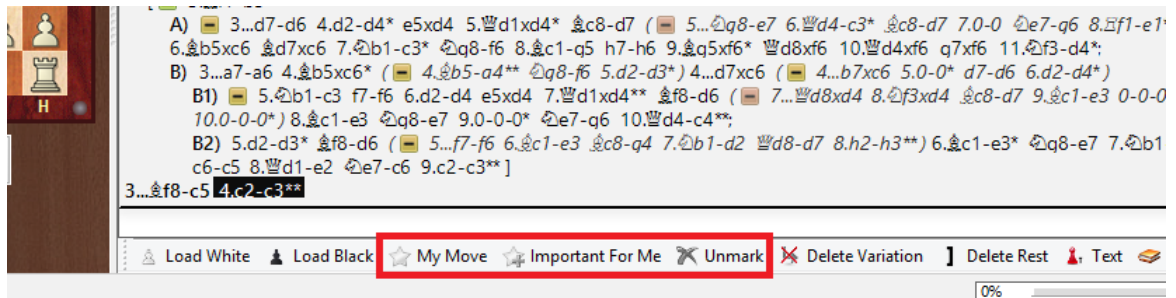 A) 3...d7-d6 4.d2-d4* e5xd4 5.♕d1xd4* ♗c8-d7 ( 5...♘g8-e7 6.♕d4-c3* ♗c8-d7 7.0-0 ♘e7-g6 8.♖f1-e1*
6.♗b5xc6 ♗d7xc6 7.♘b1-c3* ♘g8-f6 8.♗c1-g5 h7-h6 9.♗g5xf6* ♕d8xf6 10.♕d4xf6 g7xf6 11.♘f3-d4*;
B) 3...a7-a6 4.♗b5xc6* ( 4.♗b5-a4** ♘g8-f6 5.d2-d3*) 4...d7xc6 ( 4...b7xc6 5.0-0* d7-d6 6.d2-d4*)
B1) 5.♘b1-c3 f7-f6 6.d2-d4 e5xd4 7.♕d1xd4** ♗f8-d6 ( 7...♕d8xd4 8.♘f3xd4 ♗c8-d7 9.♗c1-e3 0-0-0
10.0-0-0*) 8.♗c1-e3 ♘g8-e7 9.0-0-0* ♘e7-g6 10.♕d4-c4**;
B2) 5.d2-d3* ♗f8-d6 ( 5...f7-f6 6.♗c1-e3 ♗c8-g4 7.♘b1-d2 ♕d8-d7 8.h2-h3**) 6.♗c1-e3* ♘g8-e7 7.♘b1
c6-c5 8.♕d1-e2 ♘e7-c6 9.c2-c3** ]
H
3...♗f8-c5 4.c2-c3**
Load White Load Black My Move Important For Me Unmark Delete Variation ] Delete Rest Text
0%